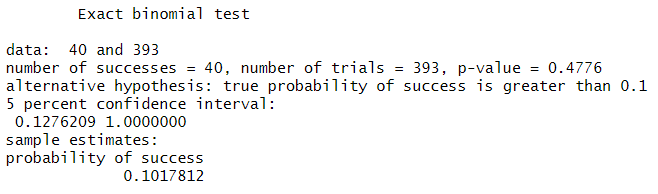 Exact binomial test
data:  40 and 393
number of successes = 40, number of trials = 393, p-value = 0.4776
alternative hypothesis: true probability of success is greater than 0.1
5 percent confidence interval:
 0.1276209 1.0000000
sample estimates:
probability of success
0.1017812